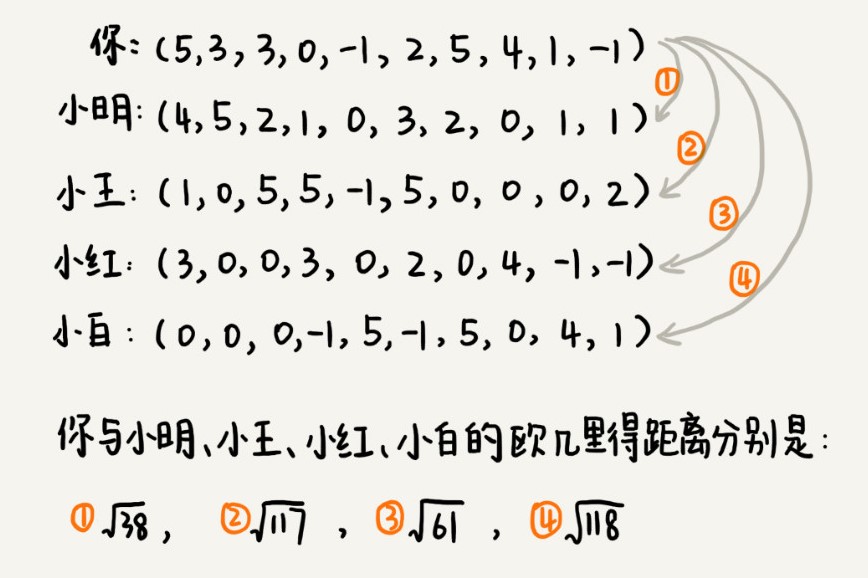 你：(5,3,3,0,-1,2,5,4,1,-1)
①
小明：(4,5,2,1,0,3,2,0,1,1)
②
小王：(1,0,5,5,-1,5,0,0,0,2)
③
小红：(3,0,0,3,0,2,0,4,-1,-1)
④
小白：(0,0,0,-1,5,-1,5,0,4,1)
你与小明、小王、小红、小白的欧几里得距离分别是：
①√38，②√117，③√61，④√118